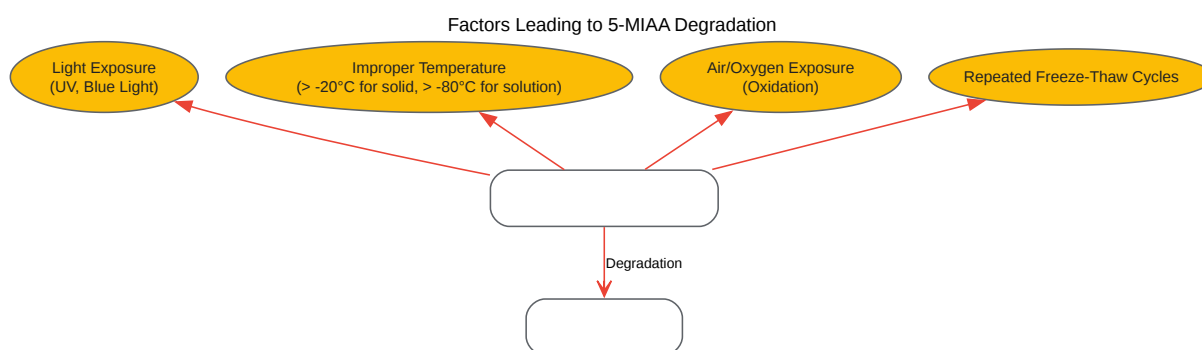 Factors Leading to 5-MIAA Degradation
Light Exposure
(UV, Blue Light)
Improper Temperature
(> -20°C for solid, > -80°C for solution)
Air/Oxygen Exposure
(Oxidation)
Repeated Freeze-Thaw Cycles
Degradation